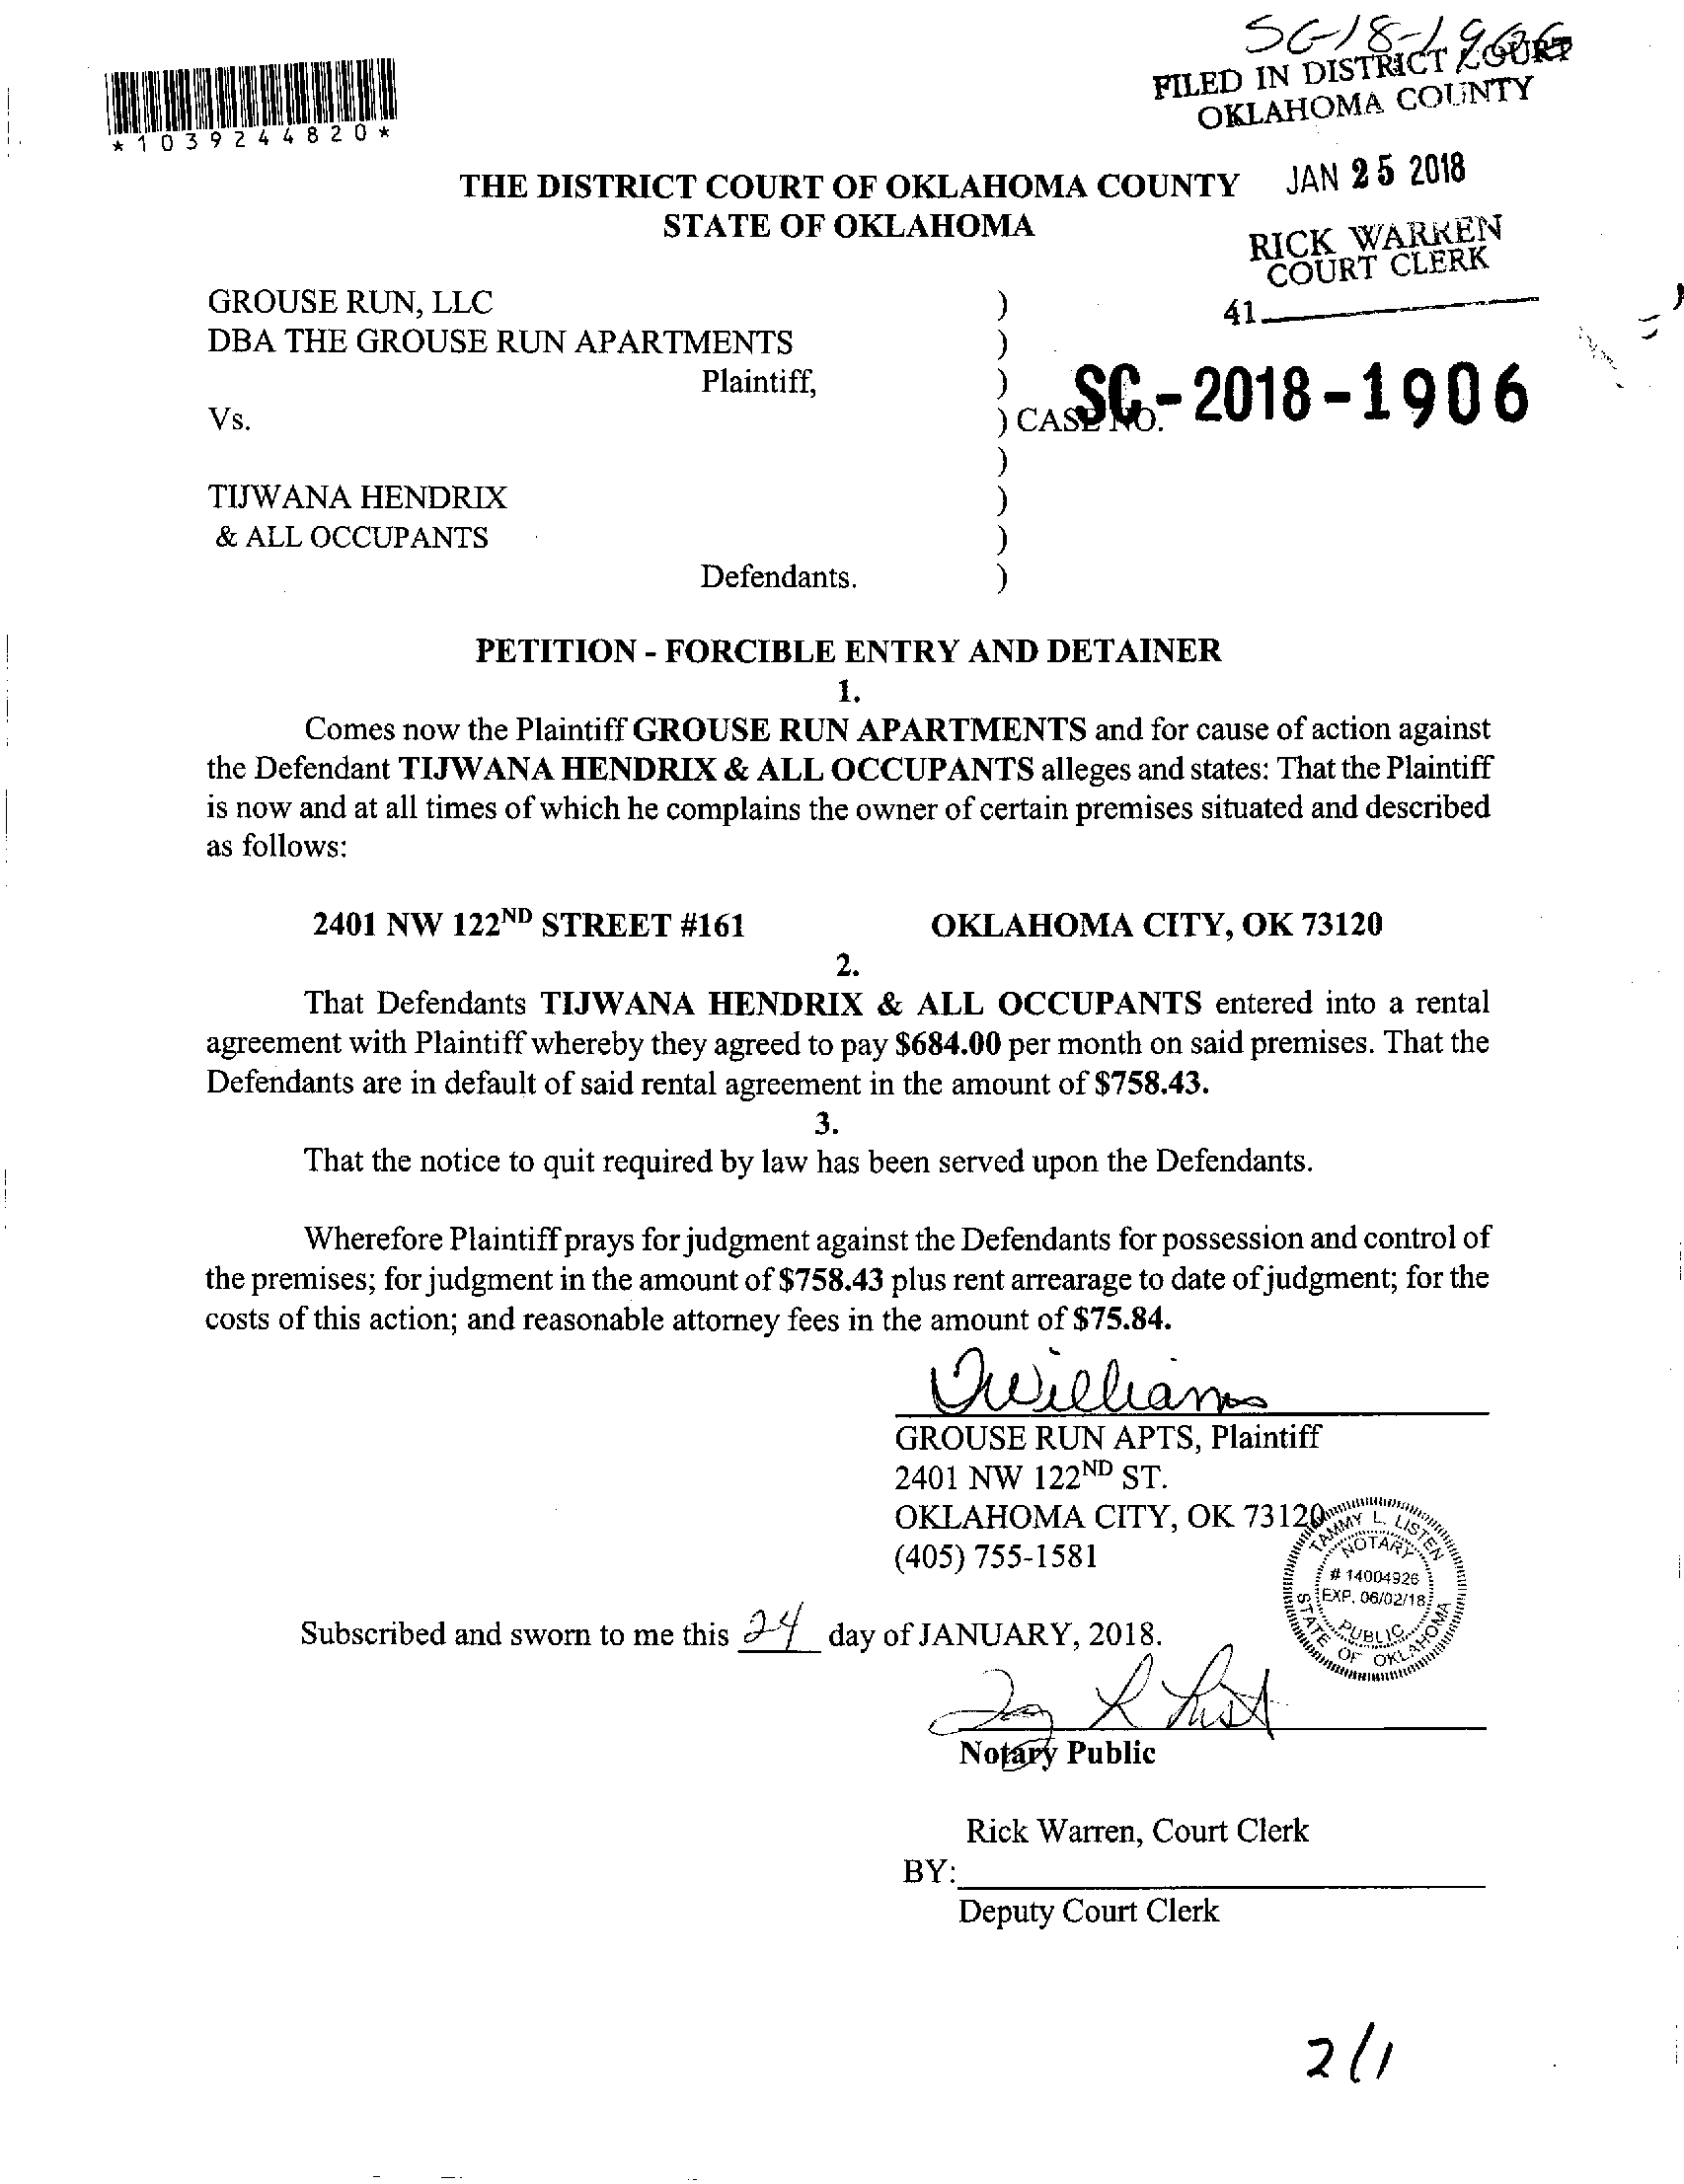 SC-18-1906
FILED IN DISTRICT COURT
OKLAHOMA COUNTY
*1039244820*
JAN 25 2018
THE DISTRICT COURT OF OKLAHOMA COUNTY
STATE OF OKLAHOMA
RICK WARREN
COURT CLERK
41
GROUSE RUN, LLC )
DBA THE GROUSE RUN APARTMENTS )
Plaintiff, )
Vs. ) CASE NO. SC-2018-1906
)
TIJWANA HENDRIX )
& ALL OCCUPANTS )
Defendants. )
PETITION - FORCIBLE ENTRY AND DETAINER
1.
Comes now the Plaintiff GROUSE RUN APARTMENTS and for cause of action against
the Defendant TIJWANA HENDRIX & ALL OCCUPANTS alleges and states: That the Plaintiff
is now and at all times of which he complains the owner of certain premises situated and described
as follows:
2401 NW 122ND STREET #161 OKLAHOMA CITY, OK 73120
2.
That Defendants TIJWANA HENDRIX & ALL OCCUPANTS entered into a rental
agreement with Plaintiff whereby they agreed to pay $684.00 per month on said premises. That the
Defendants are in default of said rental agreement in the amount of $758.43.
3.
That the notice to quit required by law has been served upon the Defendants.
Wherefore Plaintiff prays for judgment against the Defendants for possession and control of
the premises; for judgment in the amount of $758.43 plus rent arrearage to date of judgment; for the
costs of this action; and reasonable attorney fees in the amount of $75.84.
Williams
GROUSE RUN APTS, Plaintiff
2401 NW 122ND ST.
OKLAHOMA CITY, OK 73120
(405) 755-1581
TAMMY L. LISTEN
NOTARY
# 14004926
EXP. 06/02/18
PUBLIC
STATE OF OKLAHOMA
Subscribed and sworn to me this 24 day of JANUARY, 2018.
Notary Public
Rick Warren, Court Clerk
BY:
Deputy Court Clerk
2/1